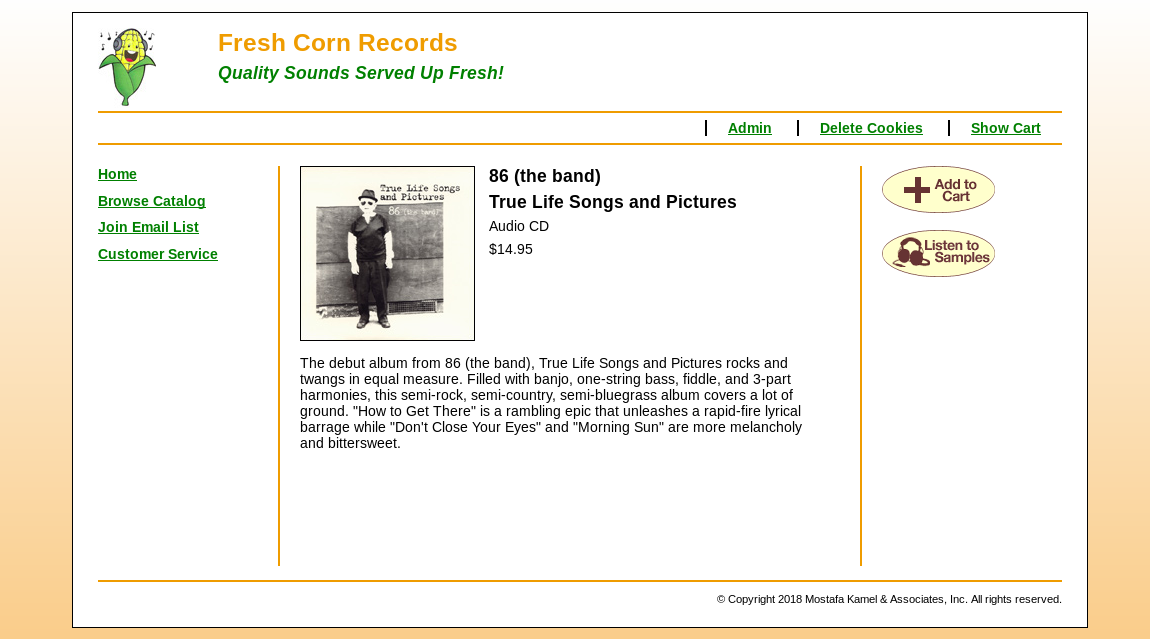 Fresh Corn Records
Quality Sounds Served Up Fresh!
Admin
Delete Cookies
Show Cart
Home
Browse Catalog
Join Email List
Customer Service
True Life Songs
and Pictures
86 (the band)
86 (the band)
True Life Songs and Pictures
Audio CD
$14.95
The debut album from 86 (the band), True Life Songs and Pictures rocks and
twangs in equal measure. Filled with banjo, one-string bass, fiddle, and 3-part
harmonies, this semi-rock, semi-country, semi-bluegrass album covers a lot of
ground. "How to Get There" is a rambling epic that unleashes a rapid-fire lyrical
barrage while "Don't Close Your Eyes" and "Morning Sun" are more melancholy
and bittersweet.
Add to
Cart
Listen to
Samples
© Copyright 2018 Mostafa Kamel & Associates, Inc. All rights reserved.